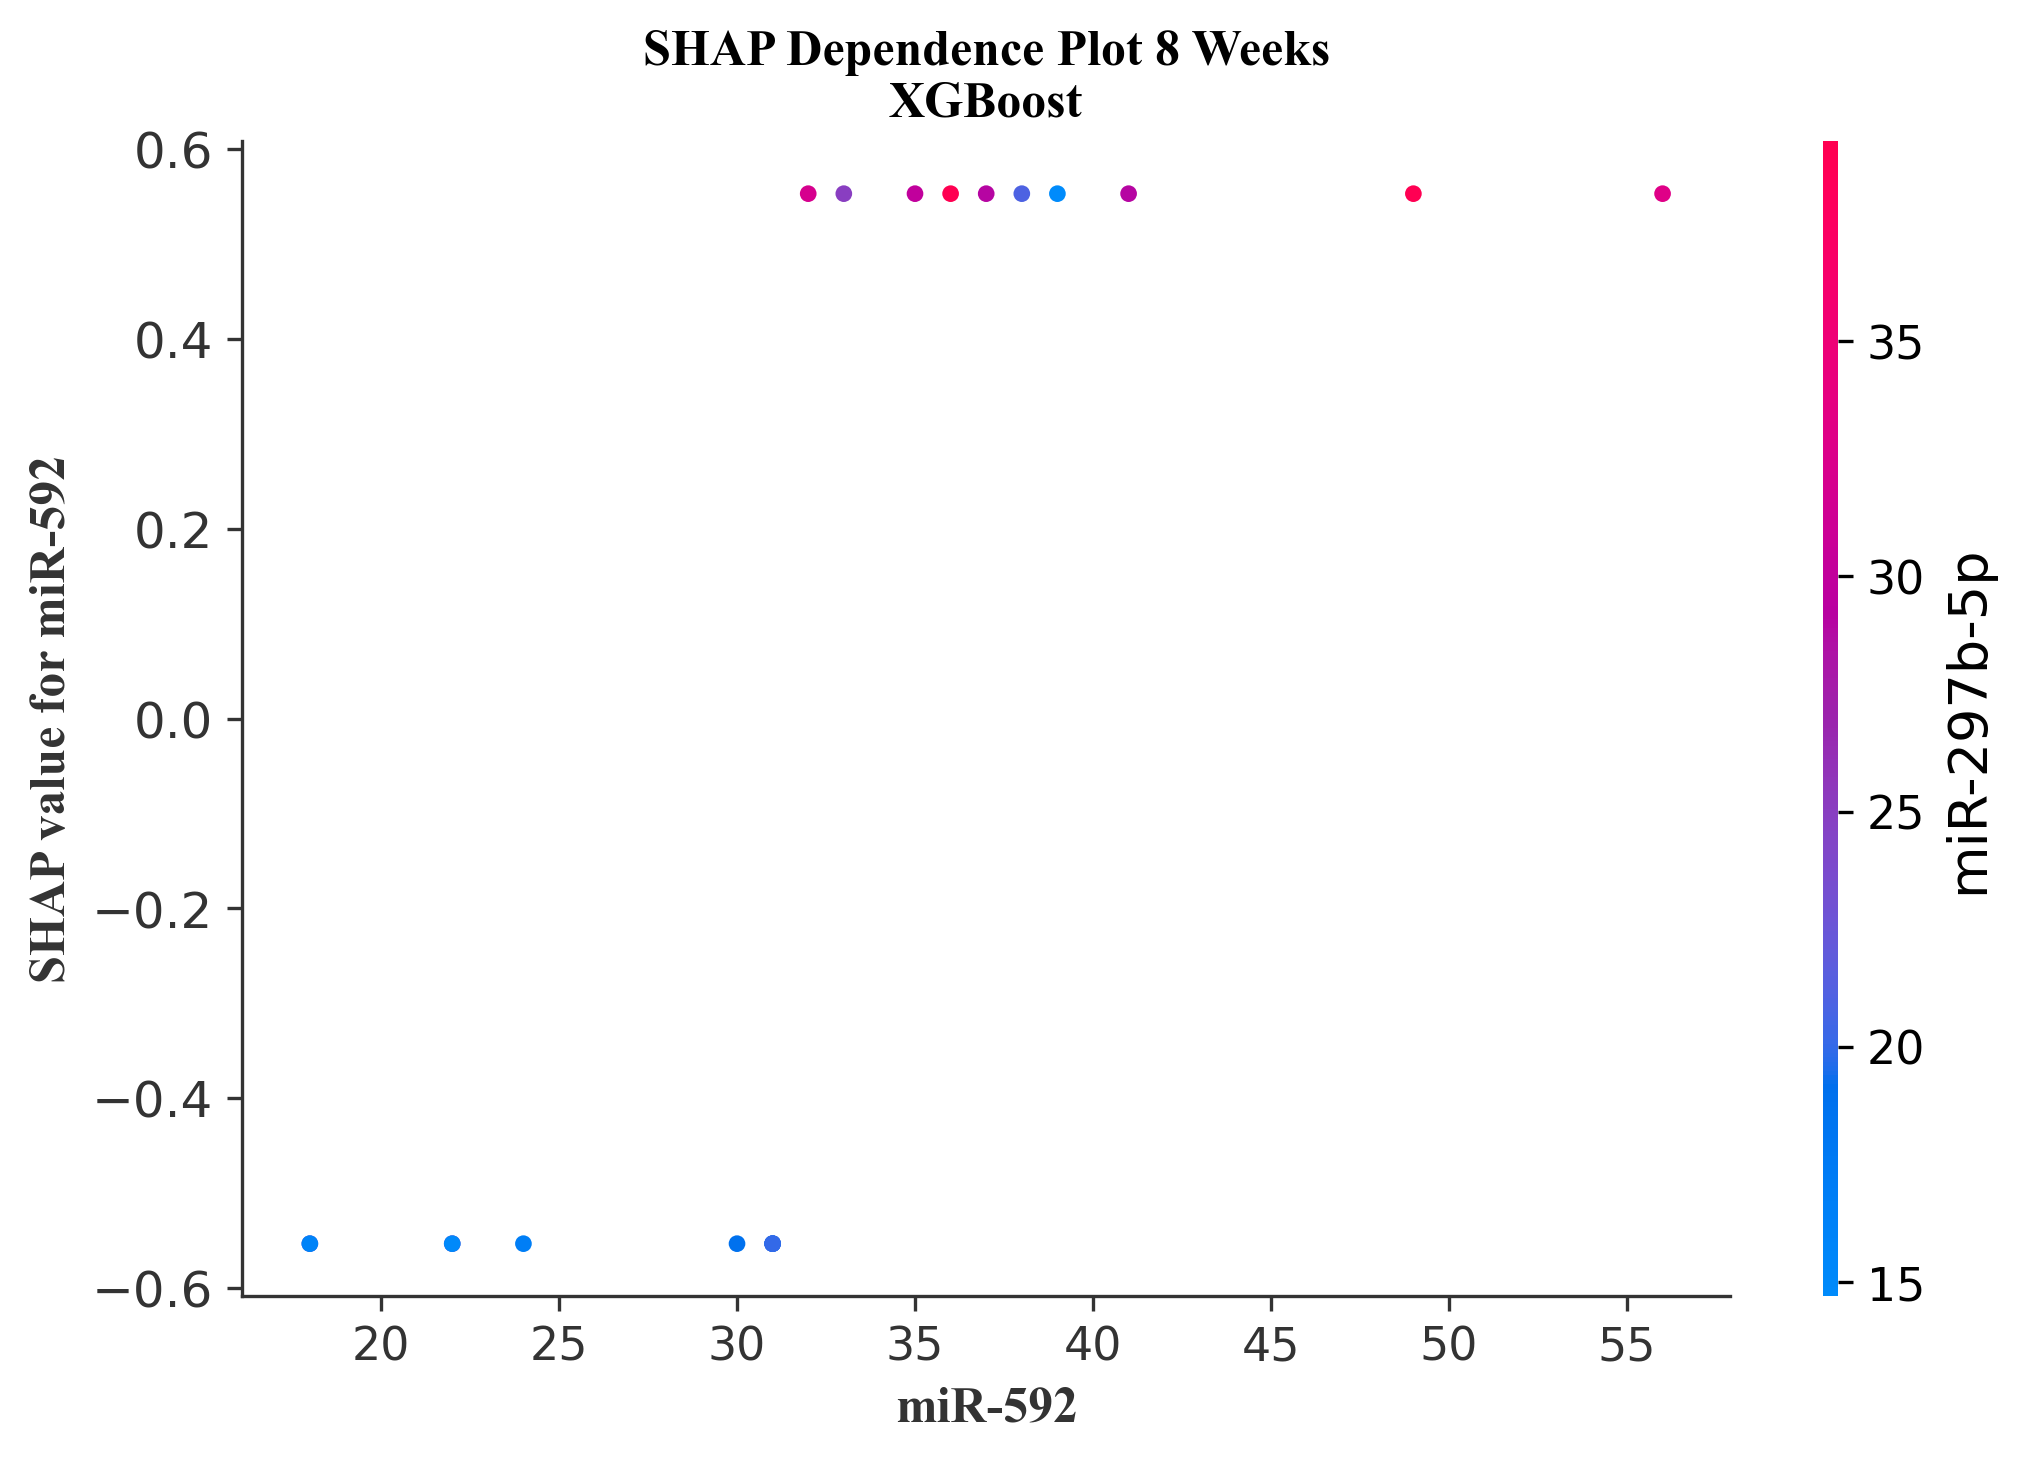 SHAP Dependence Plot 8 Weeks
XGBoost
0.6
0.4
0.2
0.0
−0.2
−0.4
−0.6
SHAP value for miR-592
20 25 30 35 40 45 50 55
miR-592
35
30
25
20
15
miR-297b-5p